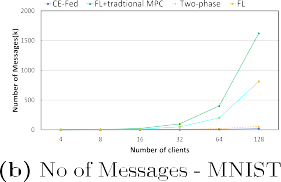 CE-Fed FL+tradtional MPC Two-phase FL
2000
1500
1000
500
0
4 8 16 32 64 128
Number of Messages(k)
Number of clients
(b) No of Messages - MNIST